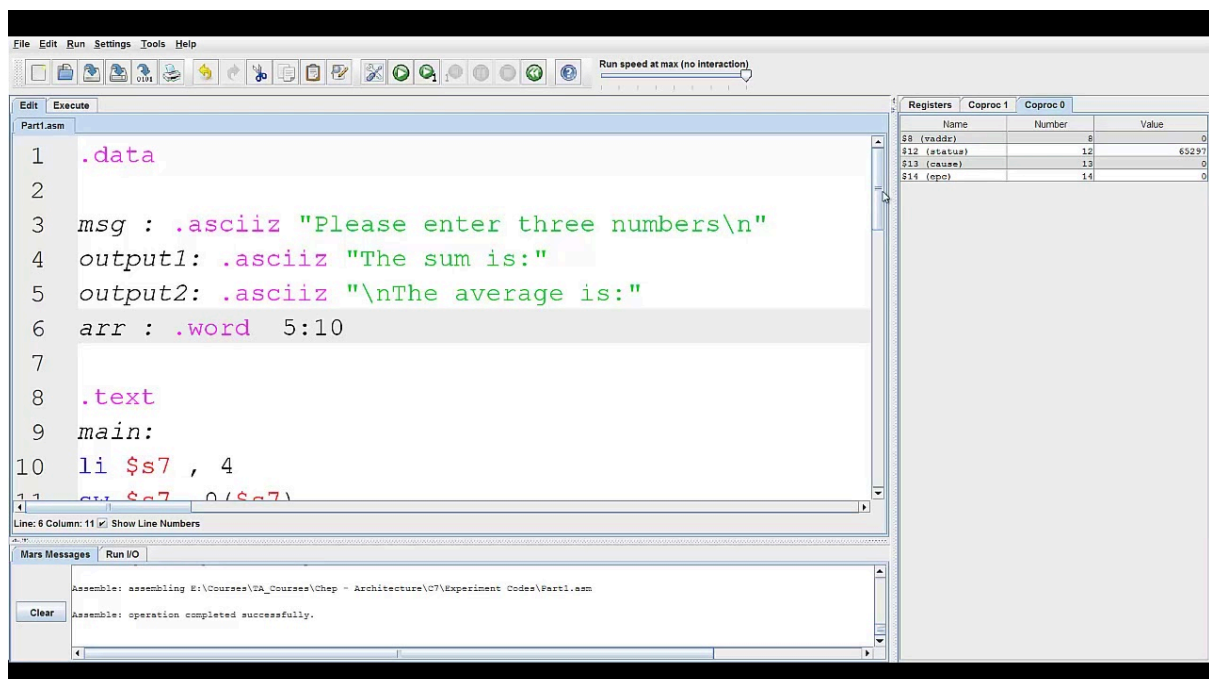 File Edit Run Settings Tools Help
Run speed at max (no interaction)
Edit Execute
Part1.asm
1 .data
2
3 msg : .asciiz "Please enter three numbers\n"
4 output1: .asciiz "The sum is:"
5 output2: .asciiz "\nThe average is:"
6 arr : .word 5:10
7
8 .text
9 main:
10 li $s7 , 4
11 sw $s7 0($s7)
Line: 6 Column: 11 Show Line Numbers
Mars Messages Run I/O
Assemble: assembling E:\Courses\TA_Courses\Chep - Architecture\C7\Experiment Codes\Part1.asm
Clear
Assemble: operation completed successfully.
Registers Coproc 1 Coproc 0
Name Number Value
$8 (vaddr) 8 0
$12 (status) 12 65297
$13 (cause) 13 0
$14 (epc) 14 0